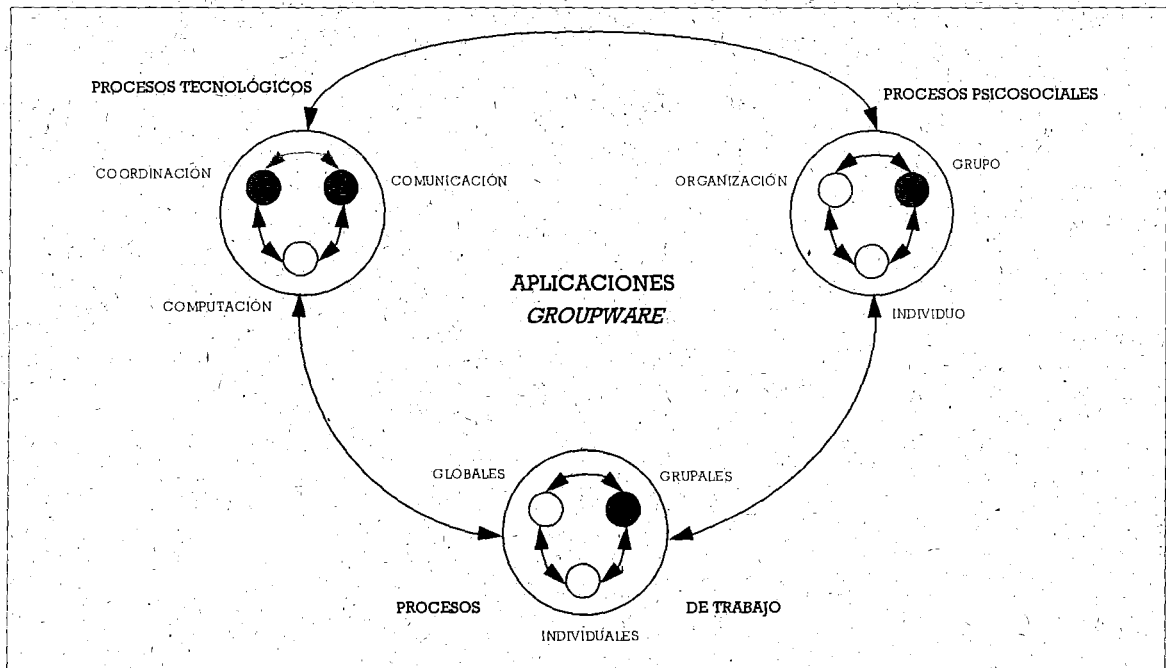 PROCESOS TECNOLÓGICOS
PROCESOS PSICOSOCIALES
COORDINACIÓN
COMUNICACIÓN
COMPUTACIÓN
ORGANIZACIÓN
GRUPO
INDIVIDUO
APLICACIONES
GROUPWARE
GLOBALES
GRUPALES
PROCESOS DE TRABAJO
INDIVIDUALES